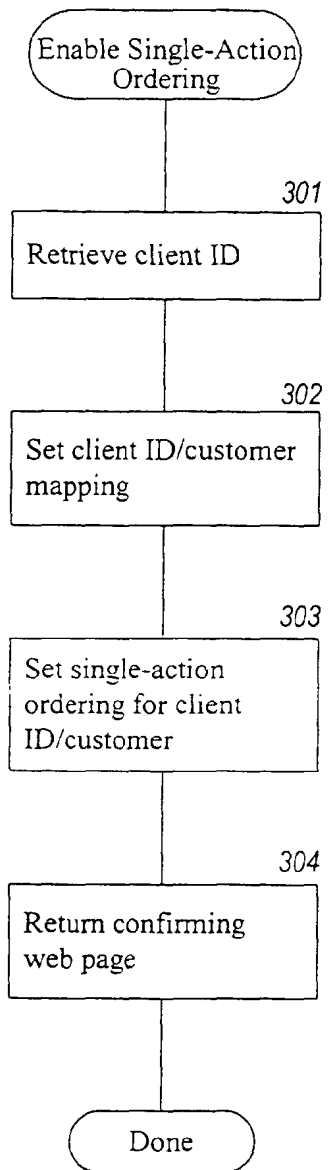 Enable Single-Action
Ordering
301
Retrieve client ID
302
Set client ID/customer
mapping
303
Set single-action
ordering for client
ID/customer
304
Return confirming
web page
Done